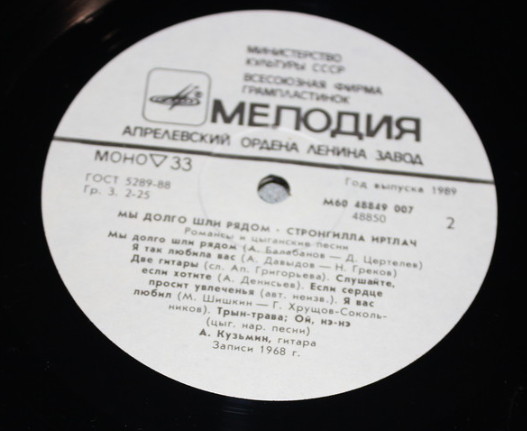 МИНИСТЕРСТВО
КУЛЬТУРЫ СССР
ВСЕСОЮЗНАЯ ФИРМА
ГРАМПЛАСТИНОК
МЕЛОДИЯ
АПРЕЛЕВСКИЙ ОРДЕНА ЛЕНИНА ЗАВОД
МОНО 33
Год выпуска 1989
ГОСТ 5289-88
М60 48849 007
Гр. 3. 2-25
48850
2
МЫ ДОЛГО ШЛИ РЯДОМ · СТРОНГИЛЛА ИРТЛАЧ
Романсы и цыганские песни
Мы долго шли рядом (А. Балабанов — Д. Цертелев)
Я так любила вас (А. Давыдов — Н. Греков)
Две гитары (сл. Ап. Григорьева). Слушайте,
если хотите (А. Денисьев). Если сердце
просит увлеченья (авт. неизв.). Я вас
любил (М. Шишкин — Г. Хрущов-Соколь-
ников). Трын-трава; Ой, нэ-нэ
(цыг. нар. песни)
А. Кузьмин, гитара
Записи 1968 г.